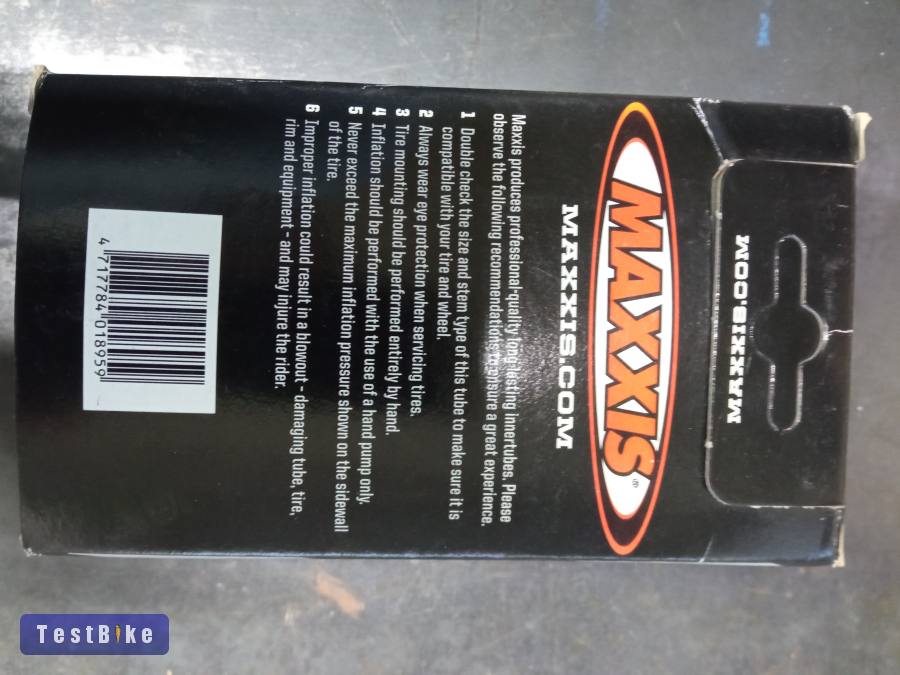 MAXXIS.COM
MAXXIS®
MAXXIS.COM
Maxxis produces professional-quality long-lasting innertubes. Please
observe the following recommendations to ensure a great experience.
1 Double check the size and stem type of this tube to make sure it is
compatible with your tire and wheel.
2 Always wear eye protection when servicing tires.
3 Tire mounting should be performed entirely by hand.
4 Inflation should be performed with the use of a hand pump only.
5 Never exceed the maximum inflation pressure shown on the sidewall
of the tire.
6 Improper inflation could result in a blowout - damaging tube, tire,
rim and equipment - and may injure the rider.
4 717784 018959
TestBike